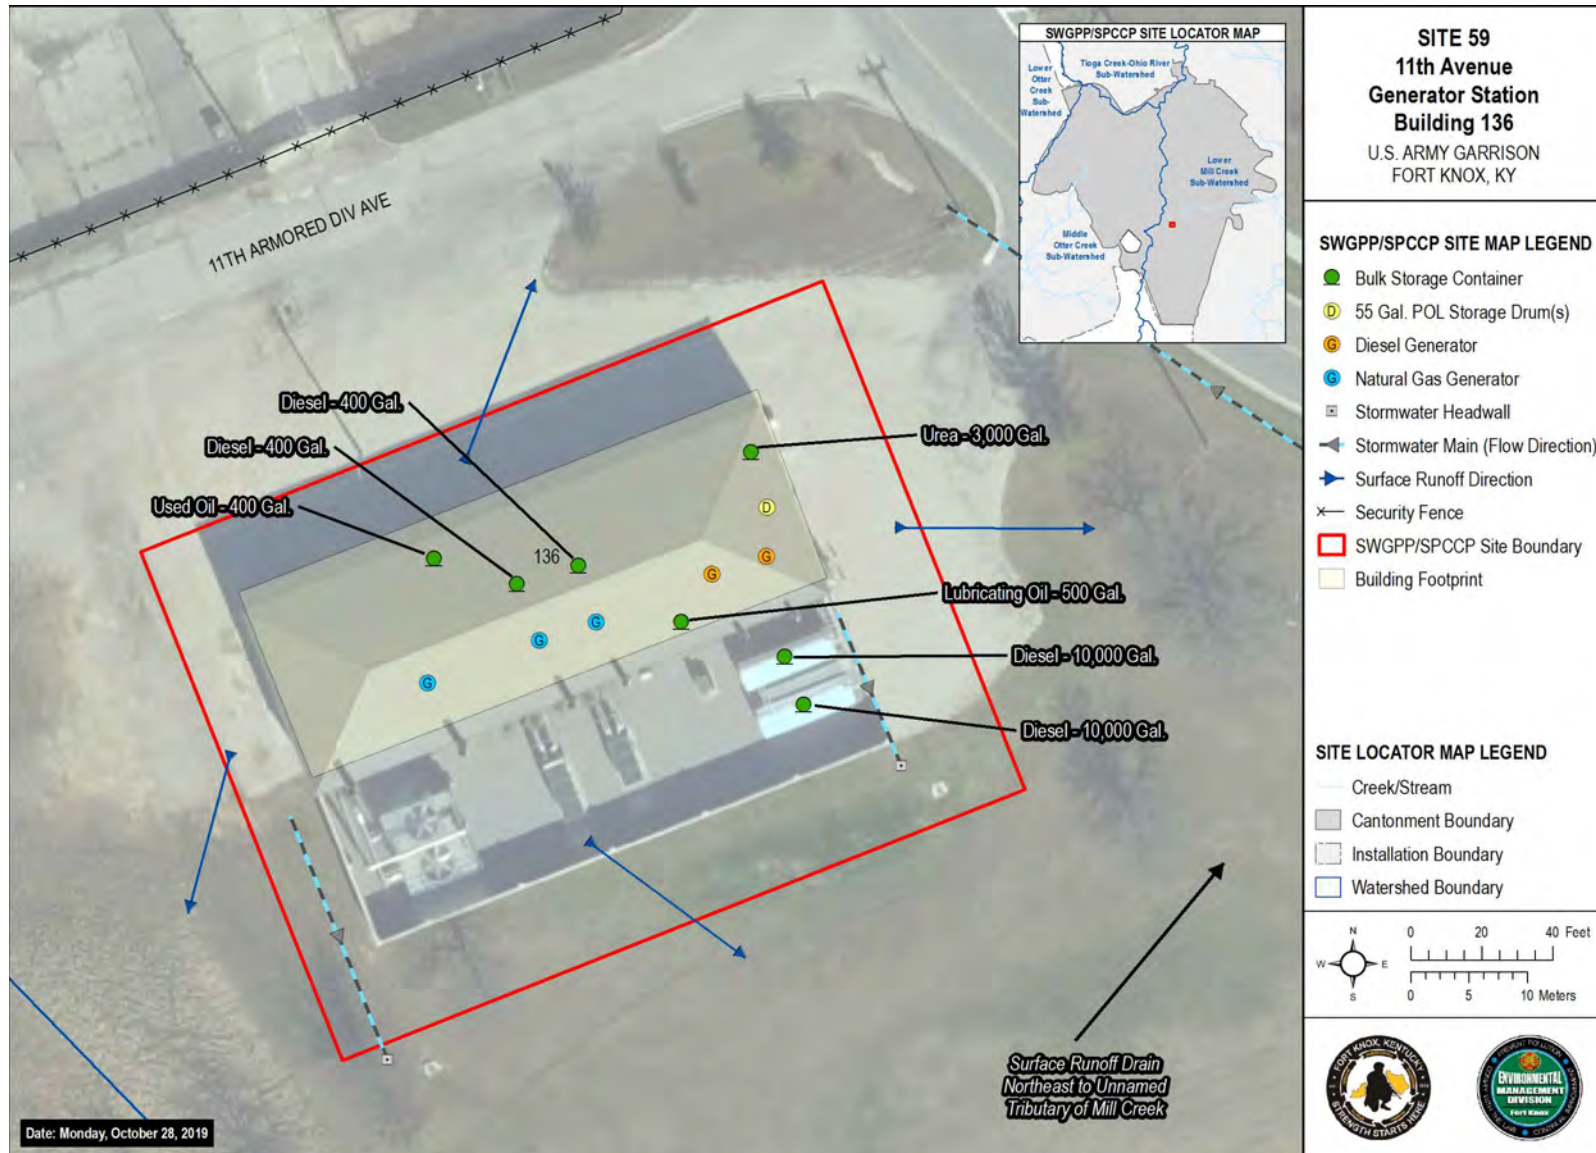 SWGPP/SPCCP SITE LOCATOR MAP
Lower
Otter
Creek
Sub-
Watershed
Tioga Creek-Ohio River
Sub-Watershed
Lower
Mill Creek
Sub-Watershed
Middle
Otter Creek
Sub-Watershed
11TH ARMORED DIV AVE
Diesel - 400 Gal.
Diesel - 400 Gal.
Used Oil - 400 Gal.
Urea - 3,000 Gal.
136
D
G
G
G
G
G
Lubricating Oil - 500 Gal.
Diesel - 10,000 Gal.
Diesel - 10,000 Gal.
Surface Runoff Drain
Northeast to Unnamed
Tributary of Mill Creek
Date: Monday, October 28, 2019
SITE 59
11th Avenue
Generator Station
Building 136
U.S. ARMY GARRISON
FORT KNOX, KY
SWGPP/SPCCP SITE MAP LEGEND
Bulk Storage Container
D 55 Gal. POL Storage Drum(s)
G Diesel Generator
G Natural Gas Generator
Stormwater Headwall
Stormwater Main (Flow Direction)
Surface Runoff Direction
Security Fence
SWGPP/SPCCP Site Boundary
Building Footprint
SITE LOCATOR MAP LEGEND
Creek/Stream
Cantonment Boundary
Installation Boundary
Watershed Boundary
N
W E
S
0 20 40 Feet
0 5 10 Meters
FORT KNOX, KENTUCKY
STRENGTH STARTS HERE
PREVENT POLLUTION
ENVIRONMENTAL
MANAGEMENT
DIVISION
Fort Knox